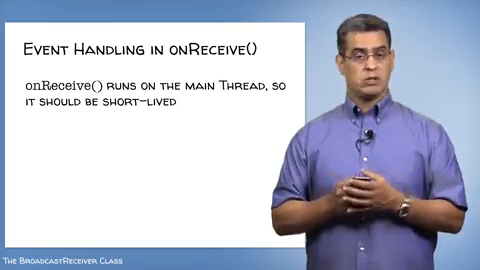 Event Handling in onReceive()
onReceive() runs on the main Thread, so
it should be short-lived
The BroadcastReceiver Class